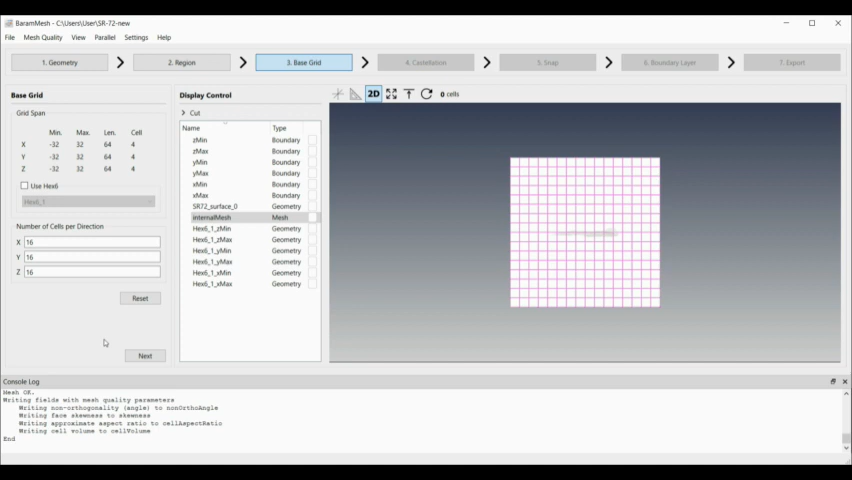 BaramMesh - C:\Users\User\SR-72-new
File Mesh Quality View Parallel Settings Help
1. Geometry 2. Region 3. Base Grid 4. Castellation 5. Snap 6. Boundary Layer 7. Export
Base Grid
Grid Span
Min. Max. Len. Cell
X -32 32 64 4
Y -32 32 64 4
Z -32 32 64 4
Use Hex6
Hex6_1
Number of Cells per Direction
X 16
Y 16
Z 16
Reset
Next
Display Control
Cut
Name Type
zMin Boundary
zMax Boundary
yMin Boundary
yMax Boundary
xMin Boundary
xMax Boundary
SR72_surface_0 Geometry
internalMesh Mesh
Hex6_1_zMin Geometry
Hex6_1_zMax Geometry
Hex6_1_yMin Geometry
Hex6_1_yMax Geometry
Hex6_1_xMin Geometry
Hex6_1_xMax Geometry
2D 0 cells
Console Log
Mesh OK.
Writing fields with mesh quality parameters
Writing non-orthogonality (angle) to nonOrthoAngle
Writing face skewness to skewness
Writing approximate aspect ratio to cellAspectRatio
Writing cell volume to cellVolume
End